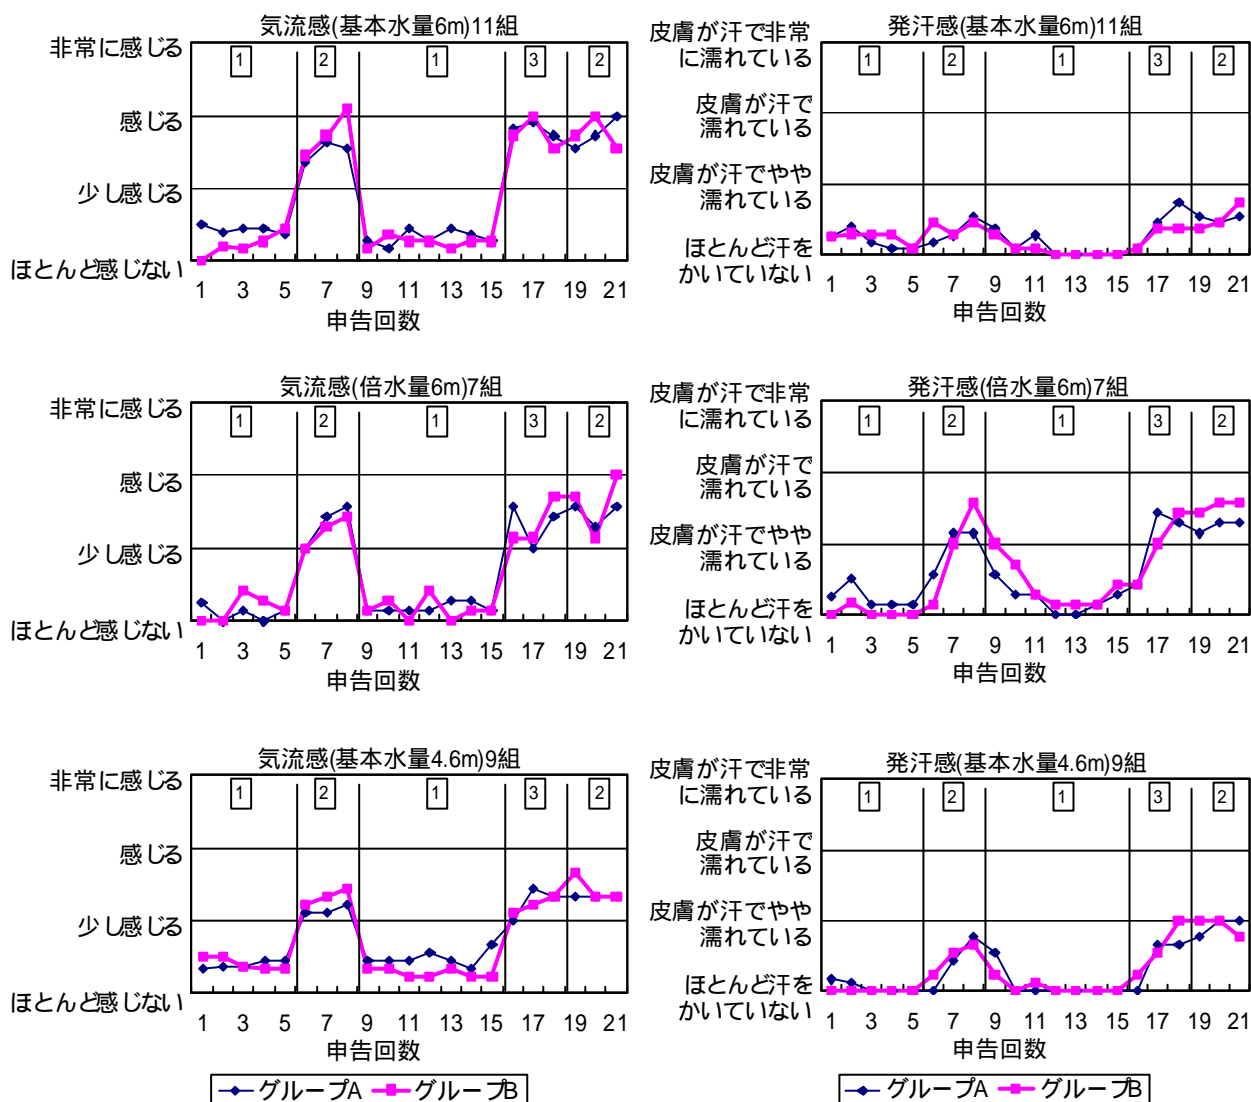 気流感(基本水量6m)11組
非常に感じる
感じる
少し感じる
ほとんど感じない
1 2 1 3 2
1 3 5 7 9 11 13 15 17 19 21
申告回数
発汗感(基本水量6m)11組
皮膚が汗で非常
に濡れている
皮膚が汗で
濡れている
皮膚が汗でやや
濡れている
ほとんど汗を
かいていない
1 2 1 3 2
1 3 5 7 9 11 13 15 17 19 21
申告回数
気流感(倍水量6m)7組
非常に感じる
感じる
少し感じる
ほとんど感じない
1 2 1 3 2
1 3 5 7 9 11 13 15 17 19 21
申告回数
発汗感(倍水量6m)7組
皮膚が汗で非常
に濡れている
皮膚が汗で
濡れている
皮膚が汗でやや
濡れている
ほとんど汗を
かいていない
1 2 1 3 2
1 3 5 7 9 11 13 15 17 19 21
申告回数
気流感(基本水量4.6m)9組
非常に感じる
感じる
少し感じる
ほとんど感じない
1 2 1 3 2
1 3 5 7 9 11 13 15 17 19 21
申告回数
グループA グループB
発汗感(基本水量4.6m)9組
皮膚が汗で非常
に濡れている
皮膚が汗で
濡れている
皮膚が汗でやや
濡れている
ほとんど汗を
かいていない
1 2 1 3 2
1 3 5 7 9 11 13 15 17 19 21
申告回数
グループA グループB